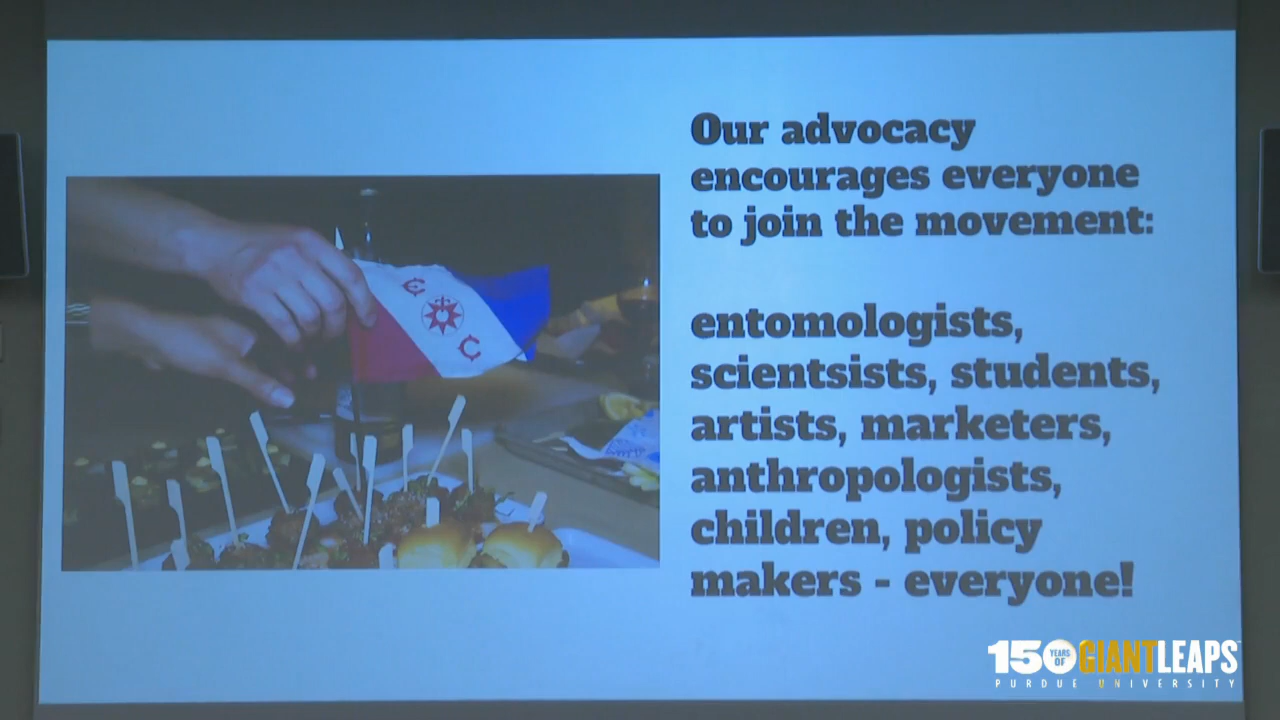 Our advocacy
encourages everyone
to join the movement:
entomologists,
scientsists, students,
artists, marketers,
anthropologists,
children, policy
makers - everyone!
E
C
150 YEARS OF GIANT LEAPS
PURDUE UNIVERSITY